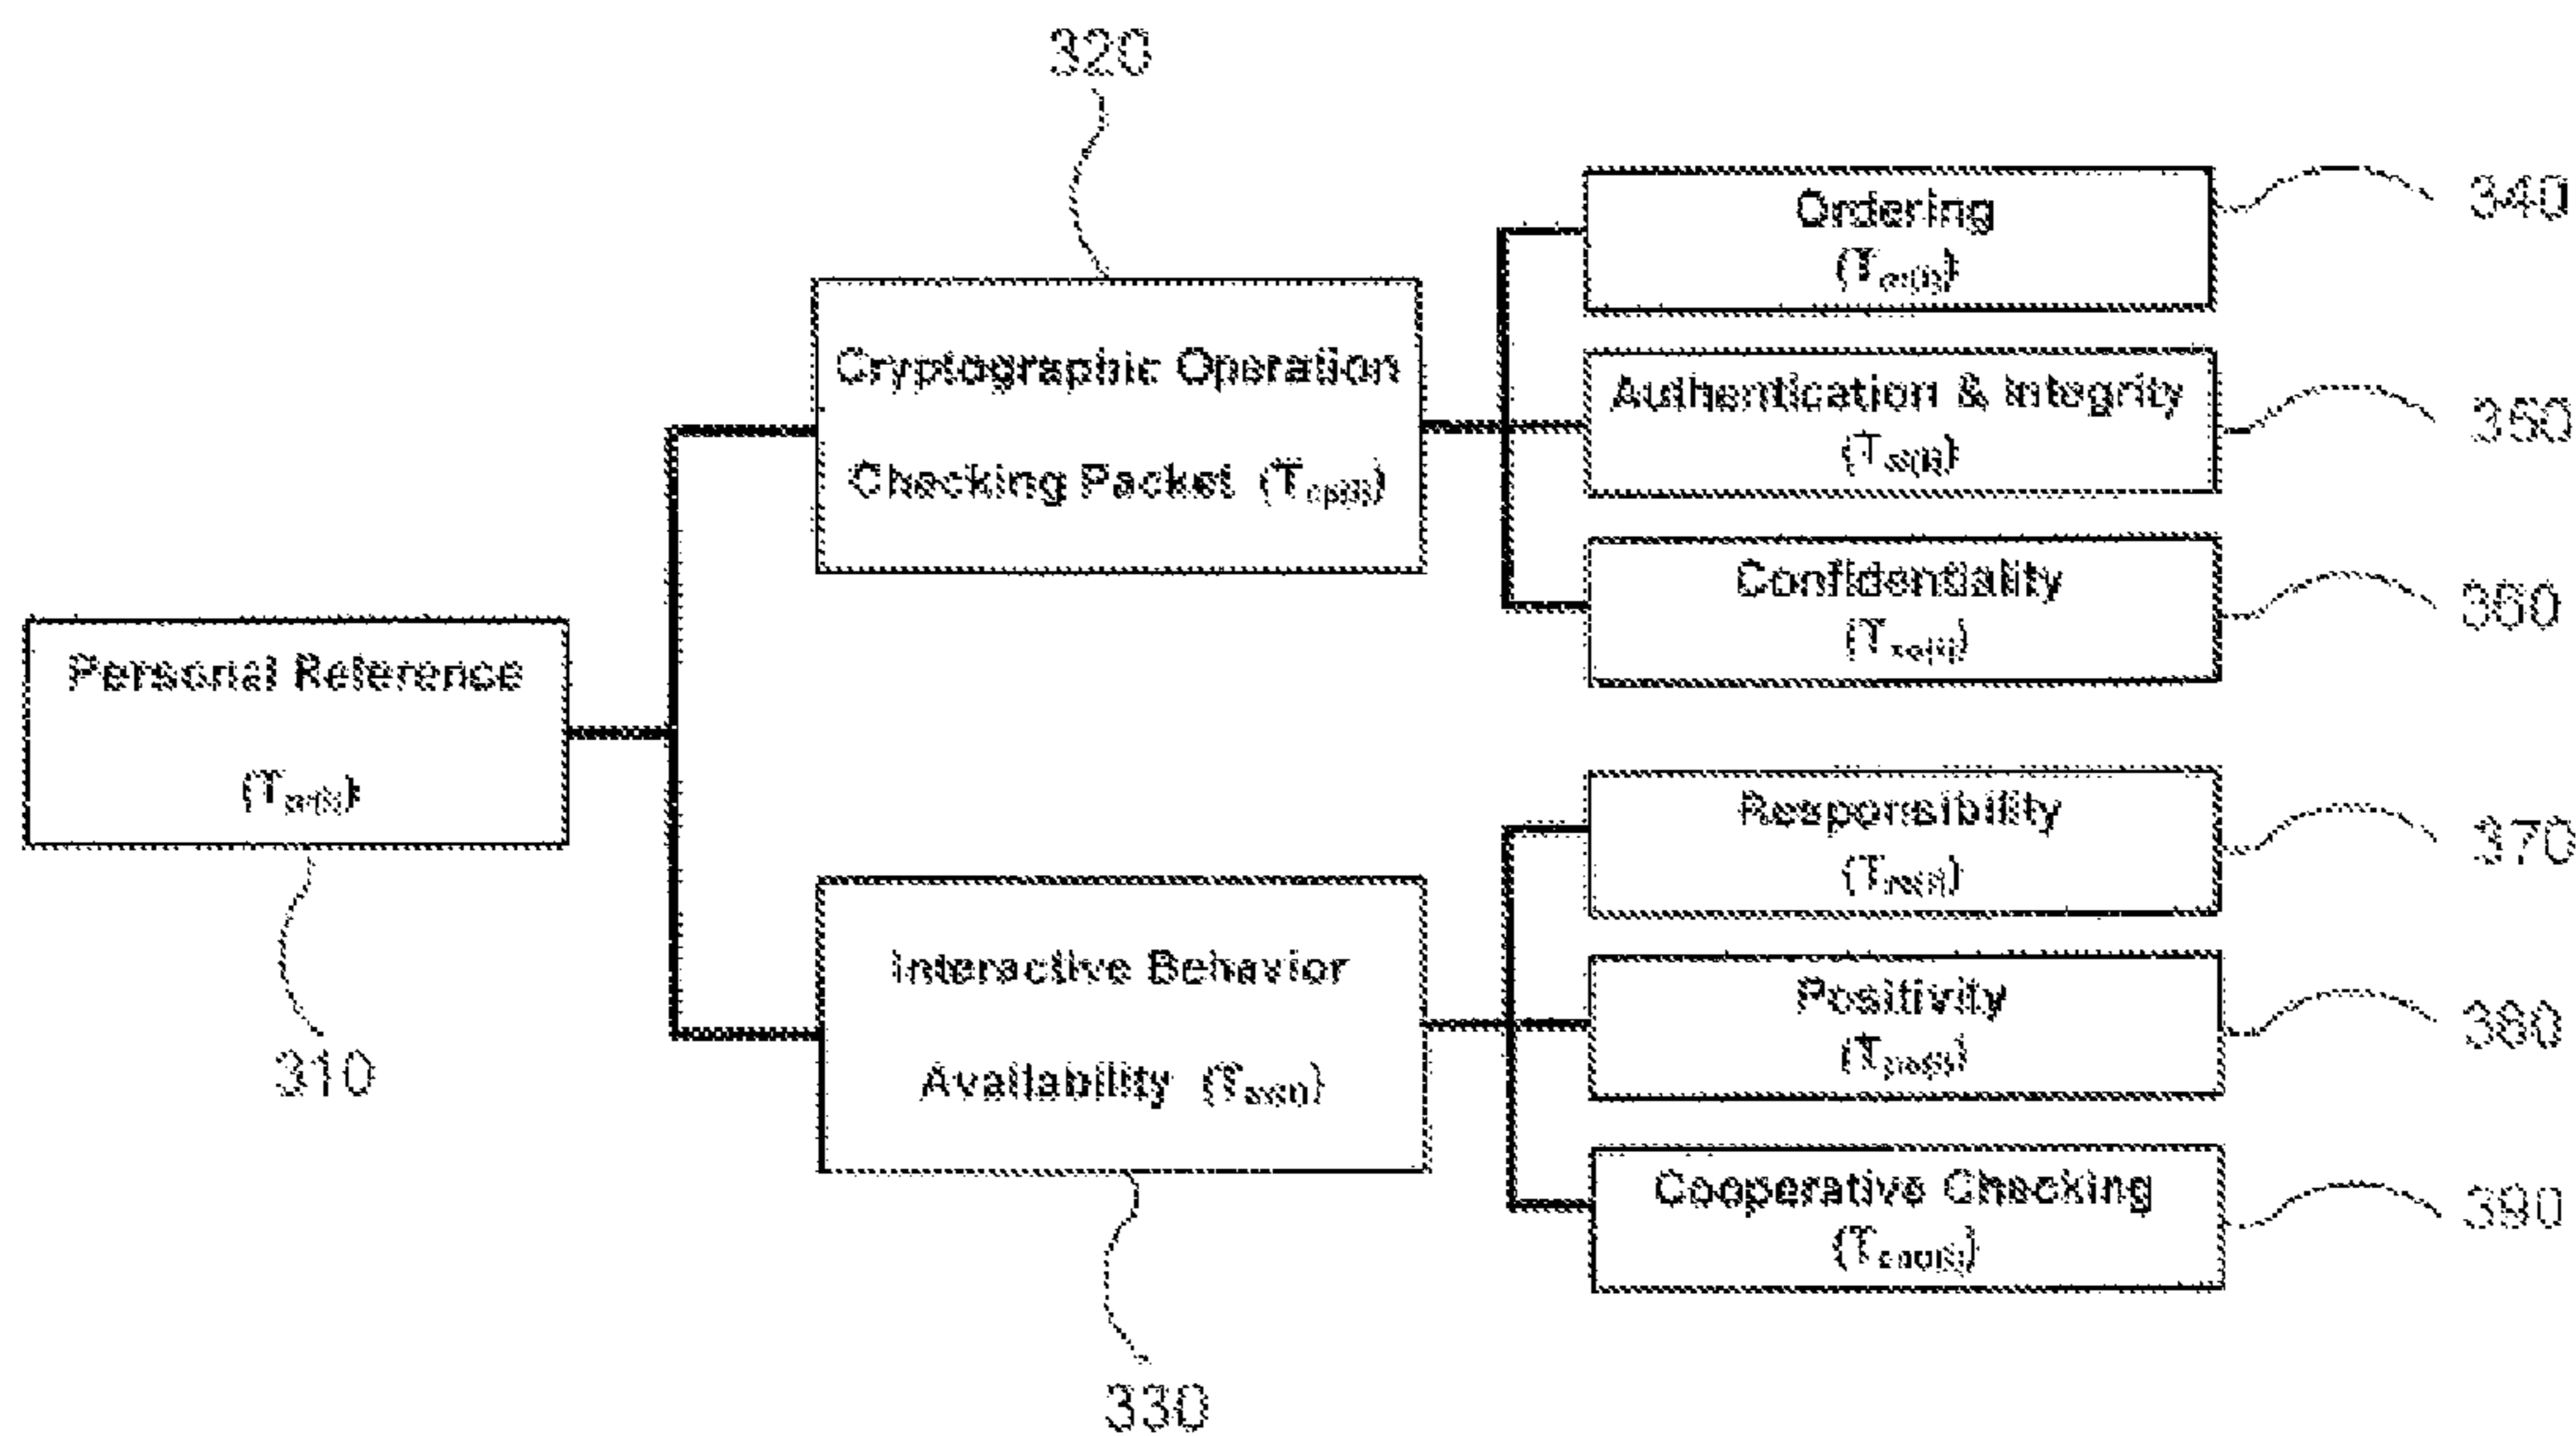 320
Ordering
340
Cryptographic Operation
Checking Packet (Tcp(i))
Authentication & Integrity
350
Confidentiality
360
Personal Reference
310
Responsibility
370
Interactive Behavior
Availability
330
Positivity
380
Cooperative Checking
390